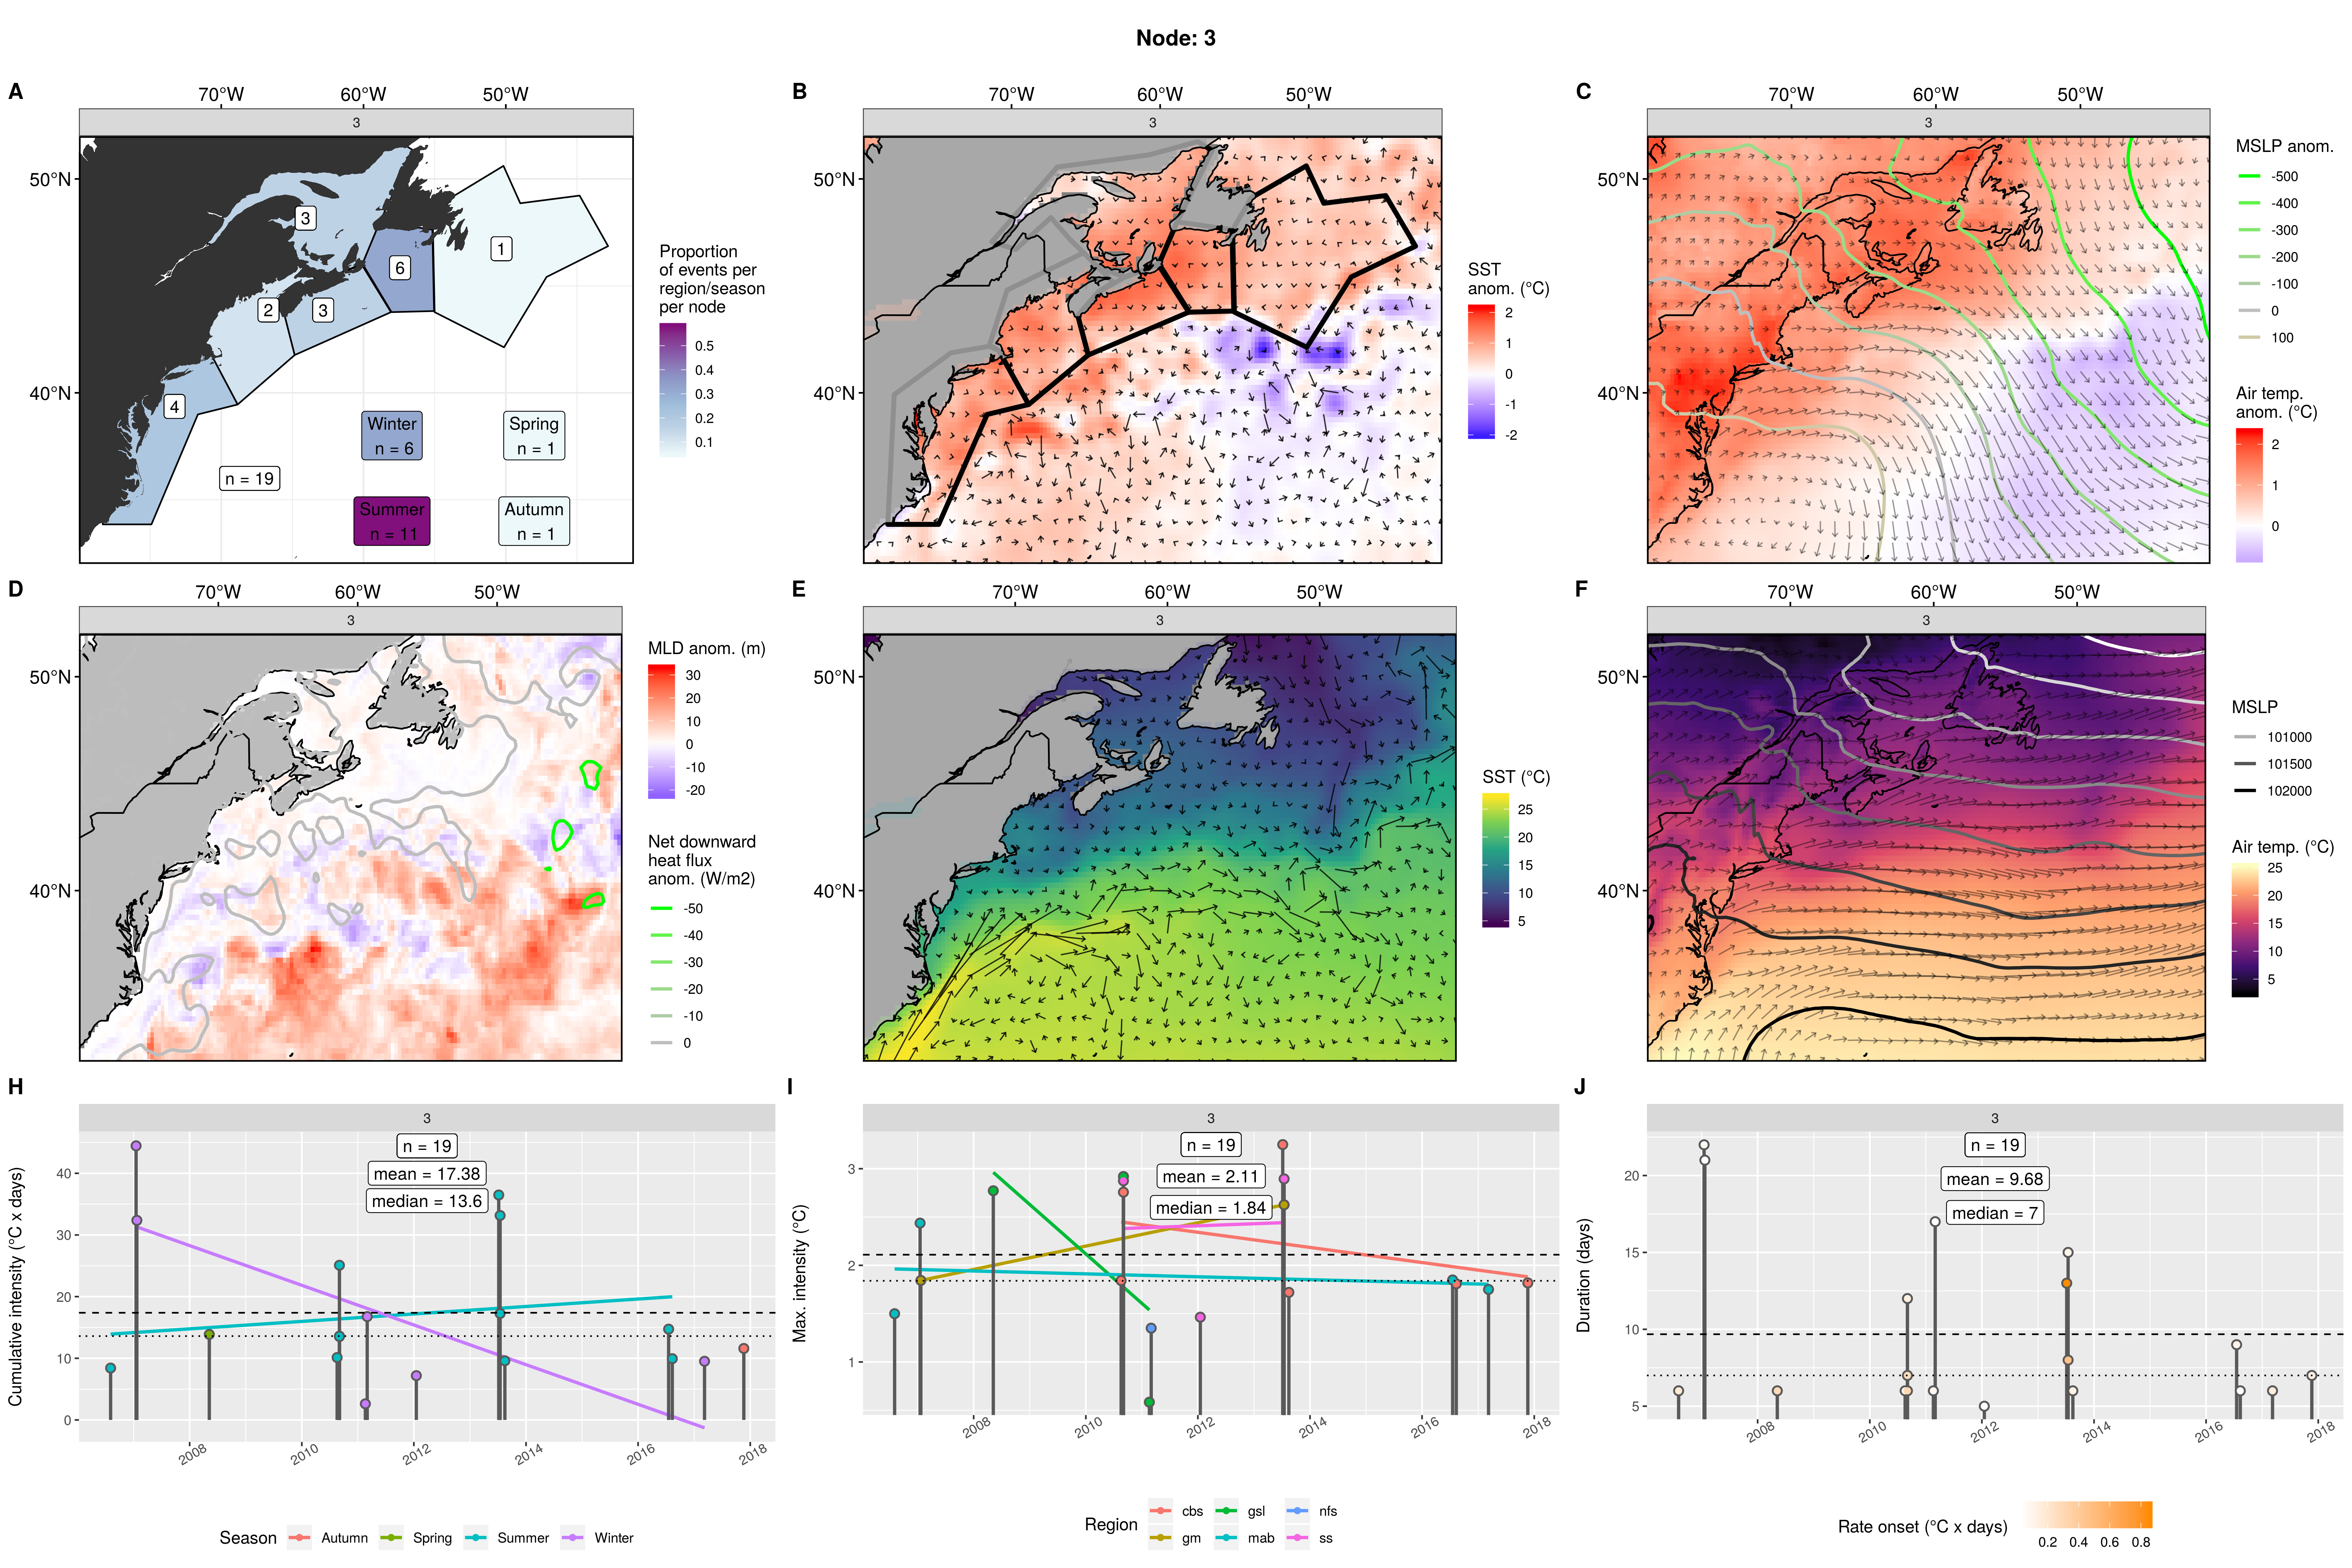 Node: 3
A
70°W 60°W 50°W
3
50°N
40°N
3
6
1
2
3
4
n = 19
Winter
n = 6
Spring
n = 1
Summer
n = 11
Autumn
n = 1
Proportion
of events per
region/season
per node
0.5
0.4
0.3
0.2
0.1
B
70°W 60°W 50°W
3
50°N
40°N
SST
anom. (°C)
2
1
0
-1
-2
C
70°W 60°W 50°W
3
50°N
40°N
MSLP anom.
-500
-400
-300
-200
-100
0
100
Air temp.
anom. (°C)
2
1
0
D
70°W 60°W 50°W
3
50°N
40°N
MLD anom. (m)
30
20
10
0
-10
-20
Net downward
heat flux
anom. (W/m2)
-50
-40
-30
-20
-10
0
E
70°W 60°W 50°W
3
50°N
40°N
SST (°C)
25
20
15
10
5
F
70°W 60°W 50°W
3
50°N
40°N
MSLP
101000
101500
102000
Air temp. (°C)
25
20
15
10
5
H
3
n = 19
mean = 17.38
median = 13.6
Cumulative intensity (°C x days)
40
30
20
10
0
2008 2010 2012 2014 2016 2018
Season Autumn Spring Summer Winter
I
3
n = 19
mean = 2.11
median = 1.84
Max. intensity (°C)
3
2
1
2008 2010 2012 2014 2016 2018
Region cbs gsl nfs
gm mab ss
J
3
n = 19
mean = 9.68
median = 7
Duration (days)
20
15
10
5
2008 2010 2012 2014 2016 2018
Rate onset (°C x days)
0.2 0.4 0.6 0.8